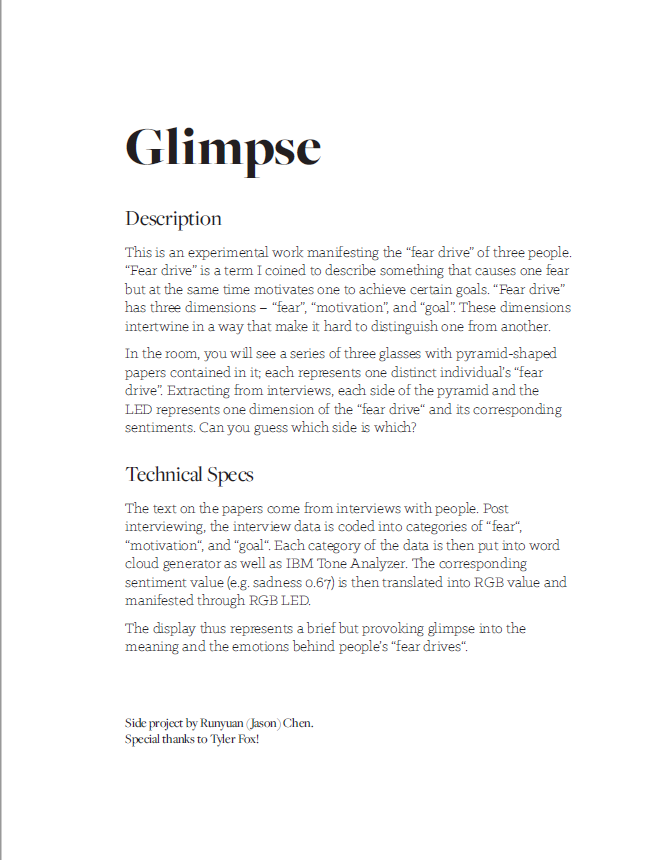 Glimpse
Description
This is an experimental work manifesting the “fear drive” of three people.
“Fear drive” is a term I coined to describe something that causes one fear
but at the same time motivates one to achieve certain goals. “Fear drive”
has three dimensions – “fear”, “motivation”, and “goal”. These dimensions
intertwine in a way that make it hard to distinguish one from another.
In the room, you will see a series of three glasses with pyramid-shaped
papers contained in it; each represents one distinct individual’s “fear
drive”. Extracting from interviews, each side of the pyramid and the
LED represents one dimension of the “fear drive“ and its corresponding
sentiments. Can you guess which side is which?
Technical Specs
The text on the papers come from interviews with people. Post
interviewing, the interview data is coded into categories of “fear“,
“motivation“, and “goal“. Each category of the data is then put into word
cloud generator as well as IBM Tone Analyzer. The corresponding
sentiment value (e.g. sadness 0.67) is then translated into RGB value and
manifested through RGB LED.
The display thus represents a brief but provoking glimpse into the
meaning and the emotions behind people’s “fear drives“.
Side project by Runyuan (Jason) Chen.
Special thanks to Tyler Fox!